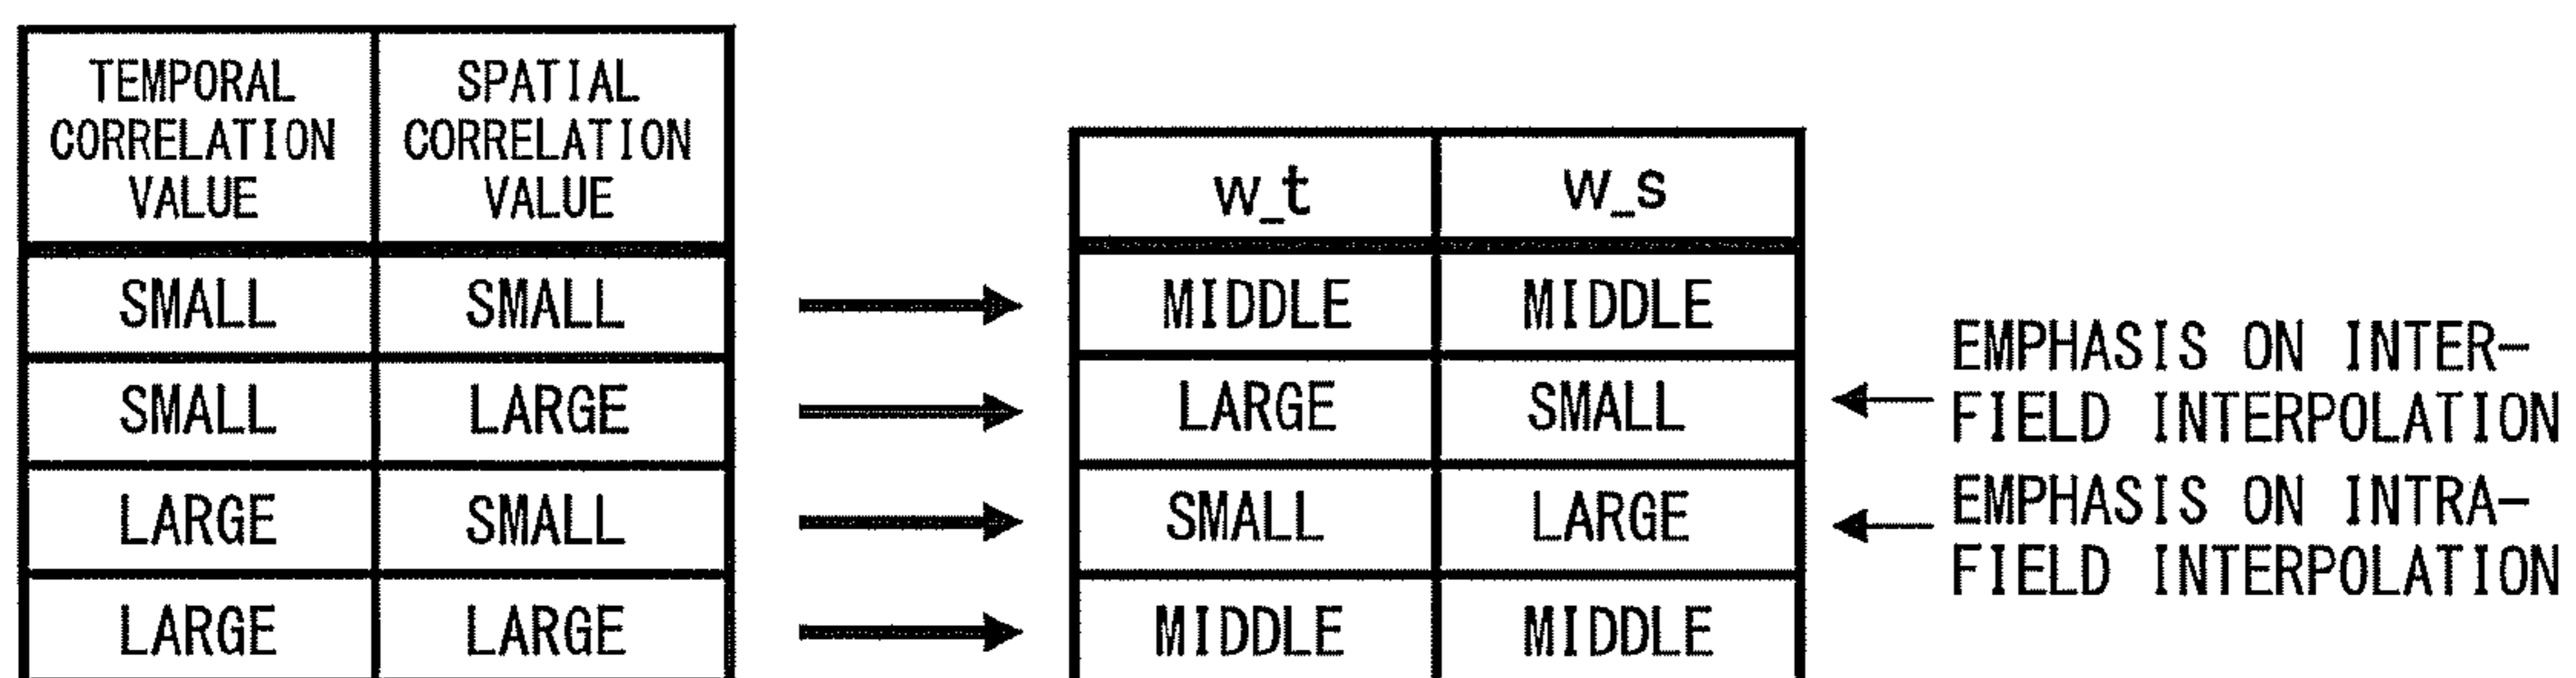 TEMPORAL
CORRELATION
VALUE
SPATIAL
CORRELATION
VALUE
SMALL SMALL
SMALL LARGE
LARGE SMALL
LARGE LARGE
w_t w_s
MIDDLE MIDDLE
LARGE SMALL
SMALL LARGE
MIDDLE MIDDLE
EMPHASIS ON INTER-
FIELD INTERPOLATION
EMPHASIS ON INTRA-
FIELD INTERPOLATION